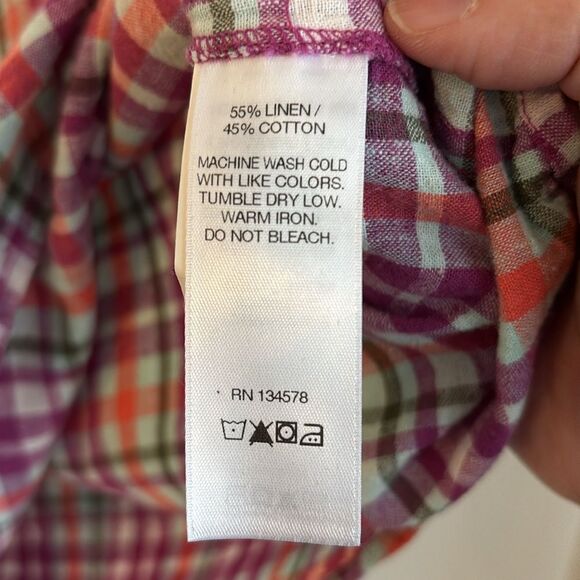 55% LINEN /
45% COTTON
MACHINE WASH COLD
WITH LIKE COLORS.
TUMBLE DRY LOW.
WARM IRON.
DO NOT BLEACH.
RN 134578